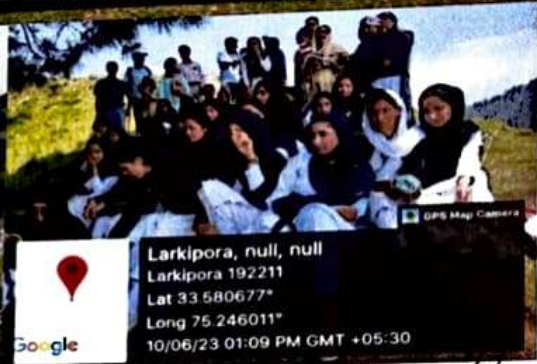 GPS Map Camera
Larkipora, null, null
Larkipora 192211
Lat 33.580677°
Long 75.246011°
Google
10/06/23 01:09 PM GMT +05:30